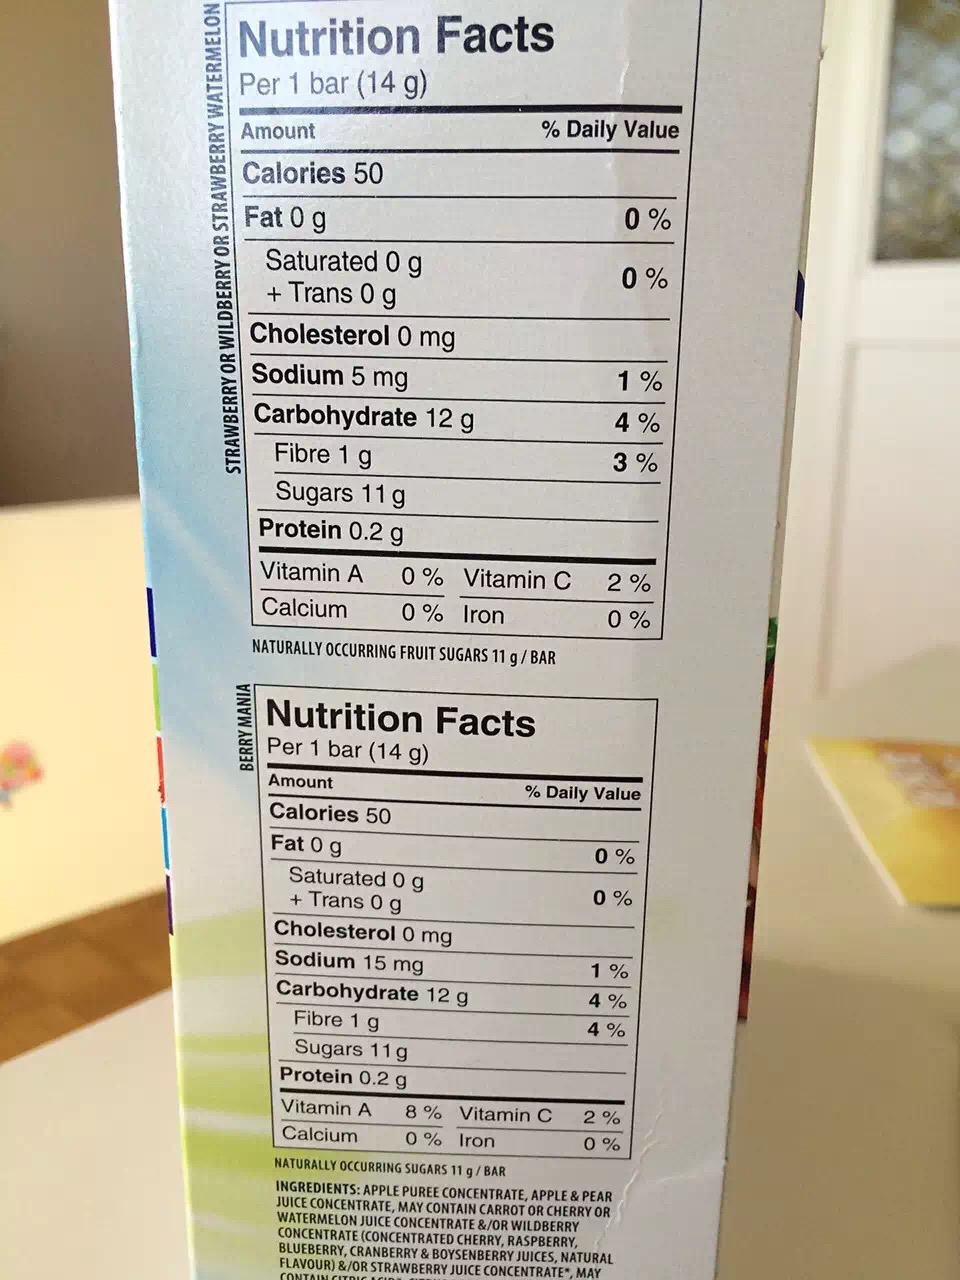 STRAWBERRY OR WILDBERRY OR STRAWBERRY WATERMELON
Nutrition Facts
Per 1 bar (14 g)
Amount % Daily Value
Calories 50
Fat 0 g 0 %
Saturated 0 g
+ Trans 0 g 0 %
Cholesterol 0 mg
Sodium 5 mg 1 %
Carbohydrate 12 g 4 %
Fibre 1 g 3 %
Sugars 11 g
Protein 0.2 g
Vitamin A 0 % Vitamin C 2 %
Calcium 0 % Iron 0 %
NATURALLY OCCURRING FRUIT SUGARS 11 g / BAR
BERRY MANIA
Nutrition Facts
Per 1 bar (14 g)
Amount % Daily Value
Calories 50
Fat 0 g 0 %
Saturated 0 g
+ Trans 0 g 0 %
Cholesterol 0 mg
Sodium 15 mg 1 %
Carbohydrate 12 g 4 %
Fibre 1 g 4 %
Sugars 11 g
Protein 0.2 g
Vitamin A 8 % Vitamin C 2 %
Calcium 0 % Iron 0 %
NATURALLY OCCURRING SUGARS 11 g / BAR
INGREDIENTS: APPLE PUREE CONCENTRATE, APPLE & PEAR
JUICE CONCENTRATE, MAY CONTAIN CARROT OR CHERRY OR
WATERMELON JUICE CONCENTRATE &/OR WILDBERRY
CONCENTRATE (CONCENTRATED CHERRY, RASPBERRY,
BLUEBERRY, CRANBERRY & BOYSENBERRY JUICES, NATURAL
FLAVOUR) &/OR STRAWBERRY JUICE CONCENTRATE*, MAY